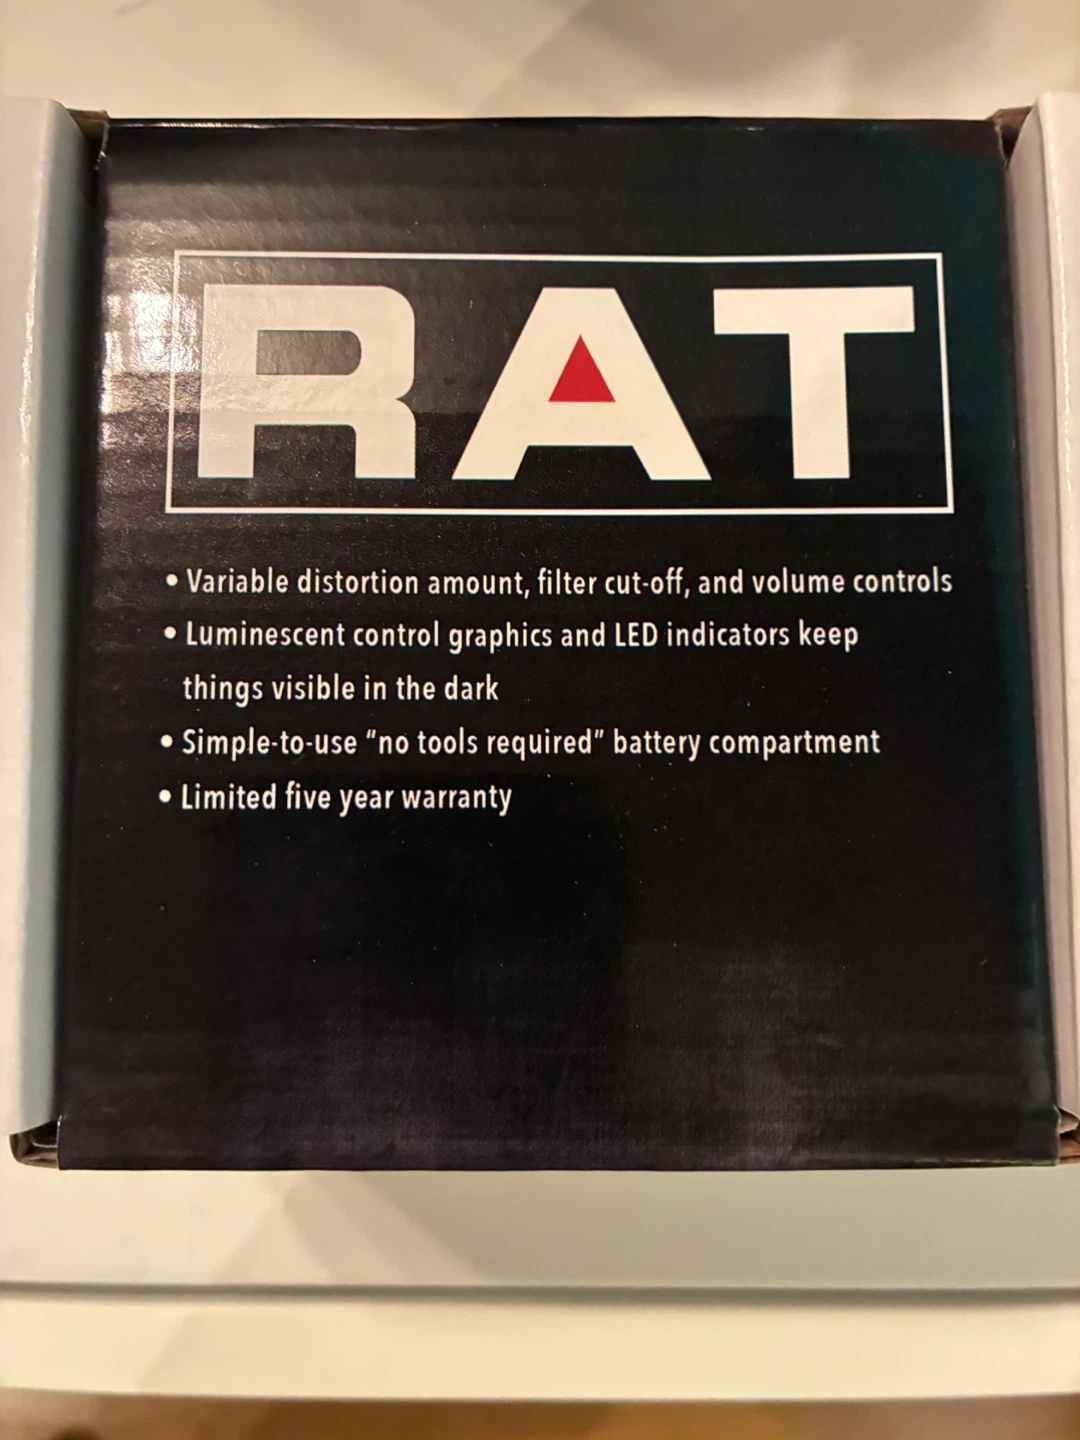 RAT
• Variable distortion amount, filter cut-off, and volume controls
• Luminescent control graphics and LED indicators keep
things visible in the dark
• Simple-to-use “no tools required” battery compartment
• Limited five year warranty